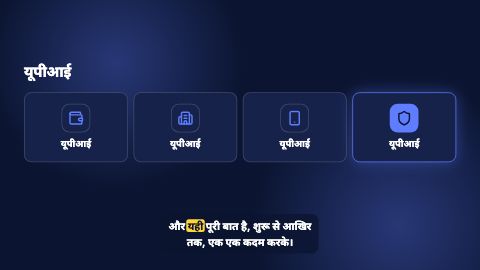 यूपीआई
यूपीआई
यूपीआई
यूपीआई
यूपीआई
और यही पूरी बात है, शुरू से आखिर
तक, एक एक कदम करके।